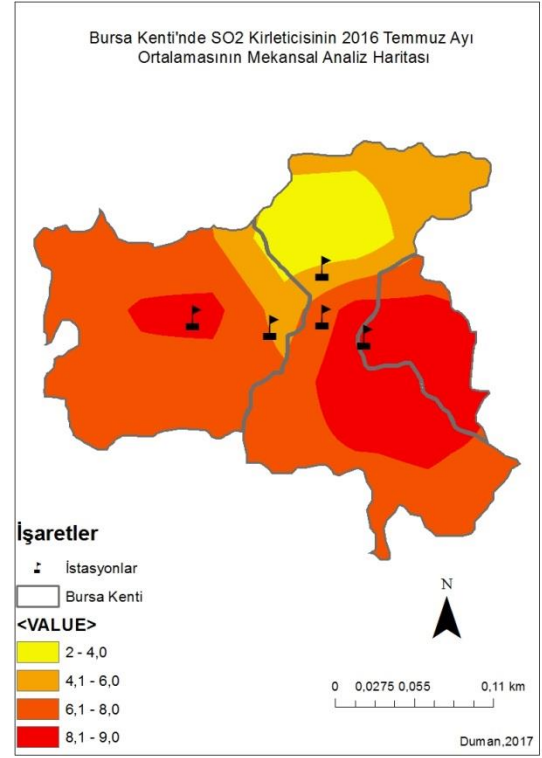 Bursa Kenti'nde SO2 Kirleticisinin 2016 Temmuz Ayı
Ortalamasının Mekansal Analiz Haritası
İşaretler
İstasyonlar
Bursa Kenti
<VALUE>
2 - 4,0
4,1 - 6,0
6,1 - 8,0
8,1 - 9,0
N
0 0,0275 0,055 0,11 km
Duman,2017